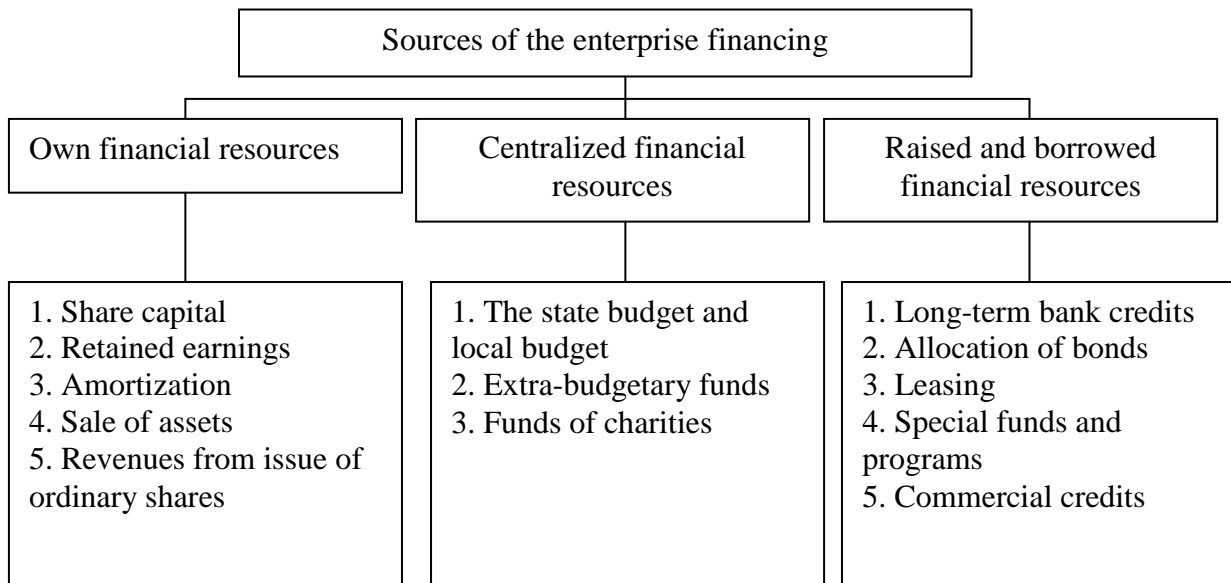 Sources of the enterprise financing
Own financial resources
Centralized financial
resources
Raised and borrowed
financial resources
1. Share capital
2. Retained earnings
3. Amortization
4. Sale of assets
5. Revenues from issue of
ordinary shares
1. The state budget and
local budget
2. Extra-budgetary funds
3. Funds of charities
1. Long-term bank credits
2. Allocation of bonds
3. Leasing
4. Special funds and
programs
5. Commercial credits